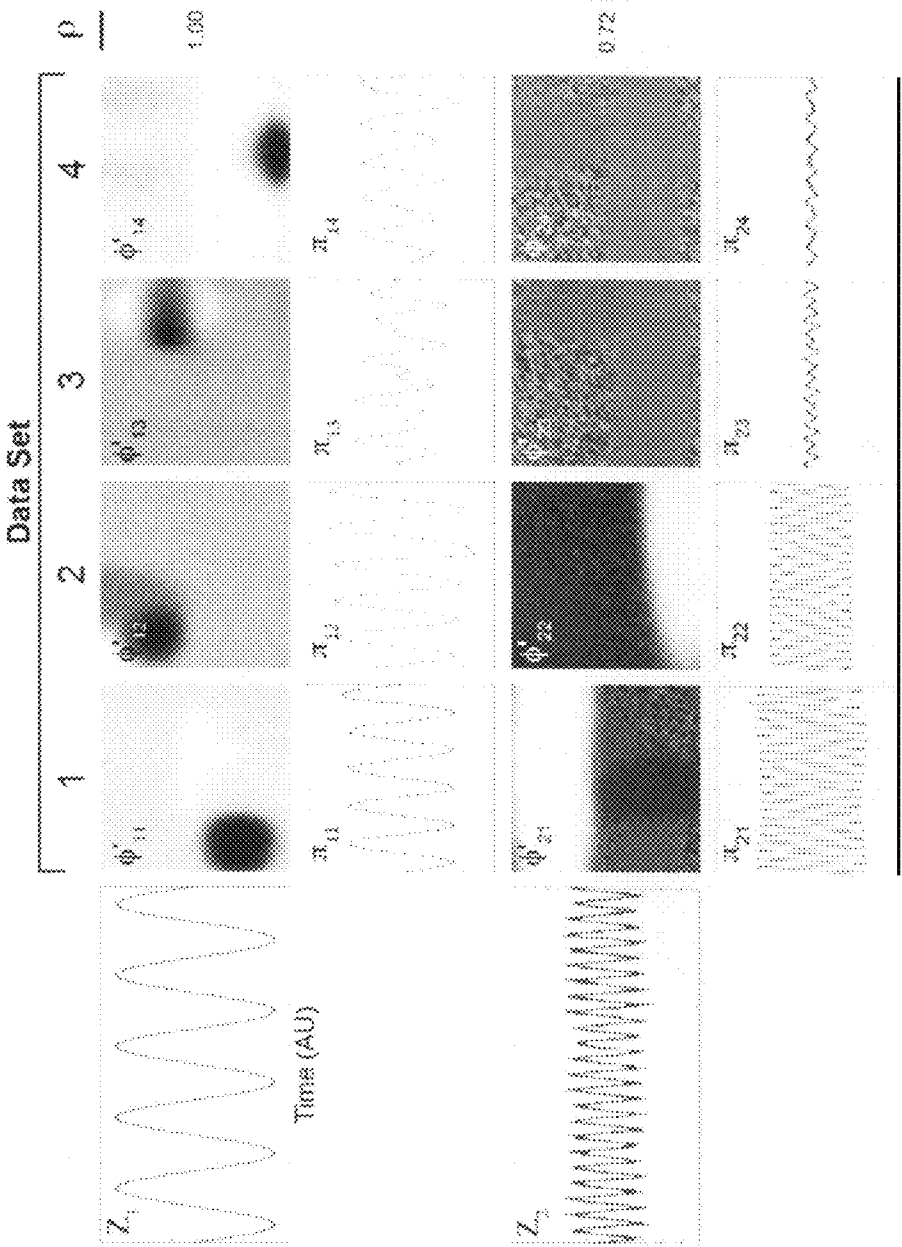 Data Set
1 2 3 4 ρ
Z₁ φ'₁₁ φ'₁₂ φ'₁₃ φ'₁₄ 1.00
Time (AU)
π₁₁ π₁₂ π₁₃ π₁₄
Z₂ φ'₂₁ φ'₂₂ 0.72
π₂₁ π₂₂ π₂₃ π₂₄